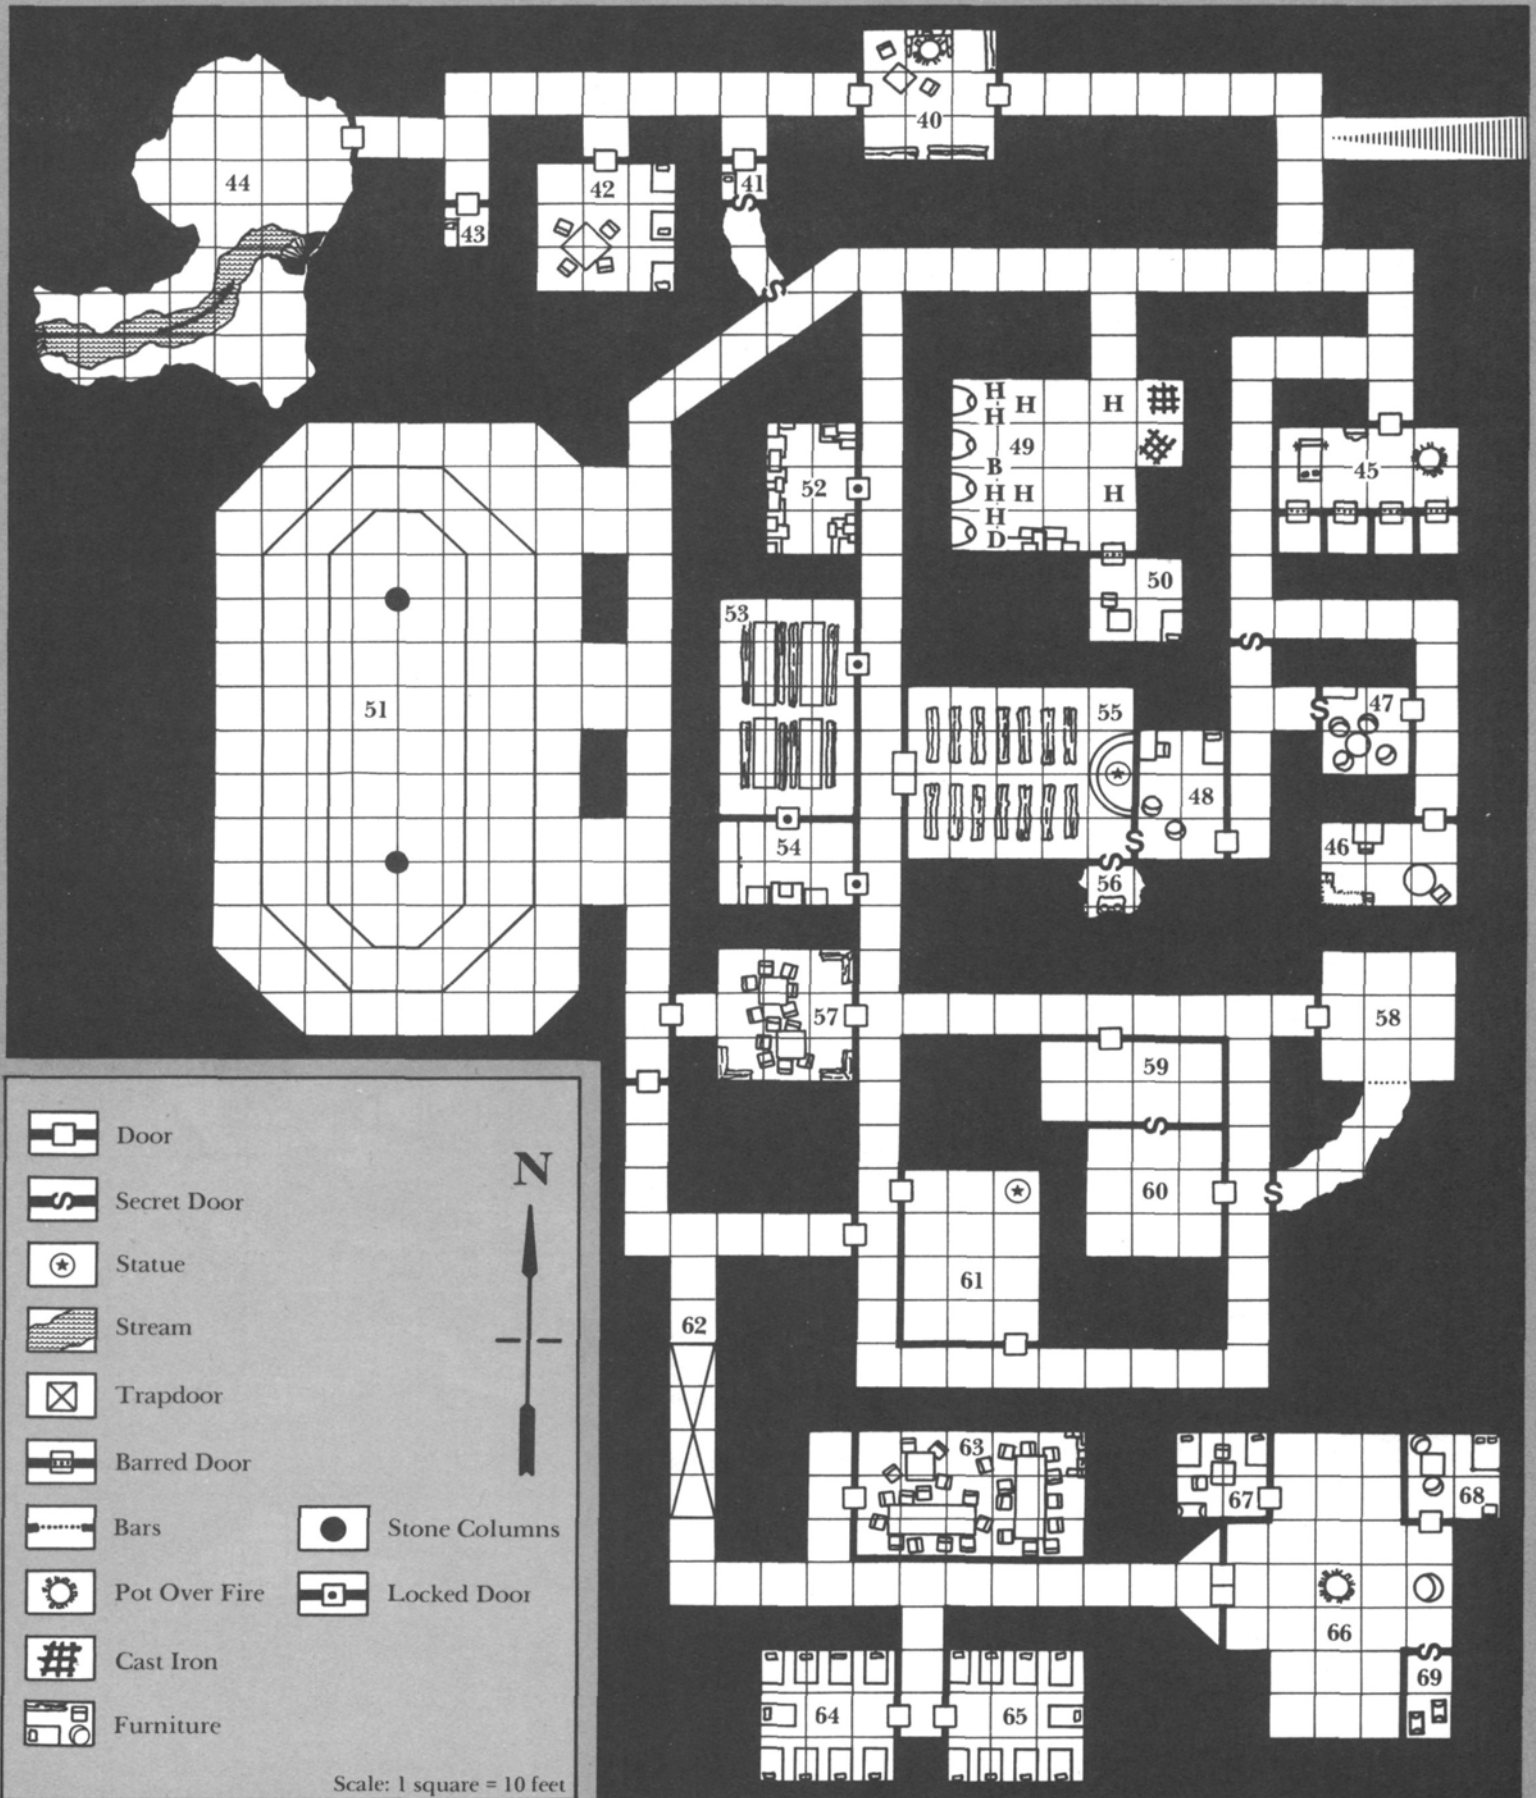 40
41
42
43
44
45
46
47
48
49
H
H
H
H
B
H
H
H
H
D
50
51
52
53
54
55
56
57
58
59
60
61
62
63
64
65
66
67
68
69
S
S
S
S
S
S
S
S
S
N
Door
S Secret Door
Statue
Stream
Trapdoor
Barred Door
Bars
Stone Columns
Pot Over Fire
Locked Door
Cast Iron
Furniture
Scale: 1 square = 10 feet